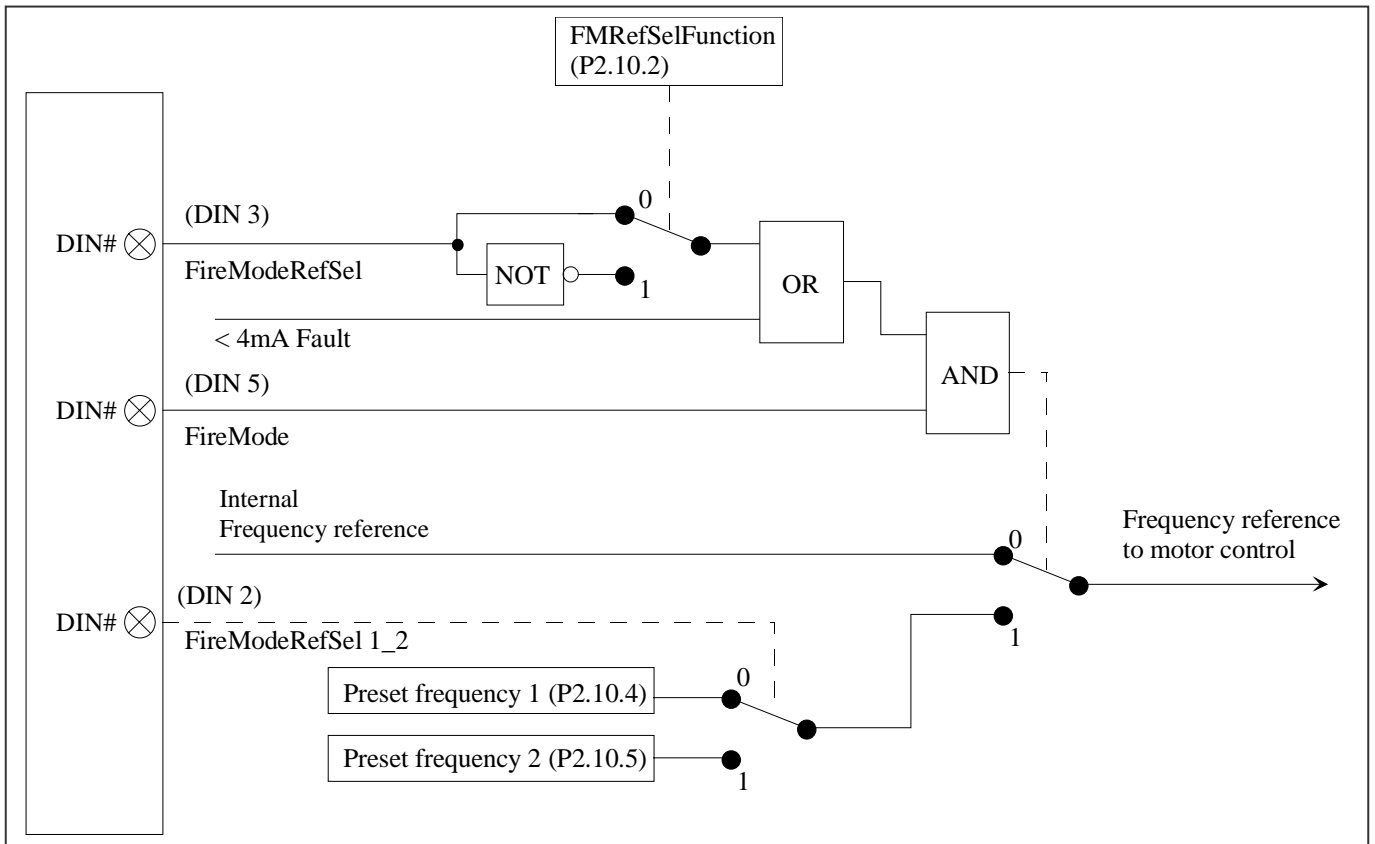 FMRefSelFunction
(P2.10.2)
(DIN 3)
0
DIN#
FireModeRefSel
NOT
1
OR
< 4mA Fault
(DIN 5)
AND
DIN#
FireMode
Internal
Frequency reference
0
Frequency reference
to motor control
(DIN 2)
DIN#
FireModeRefSel 1_2
1
0
Preset frequency 1 (P2.10.4)
Preset frequency 2 (P2.10.5)
1